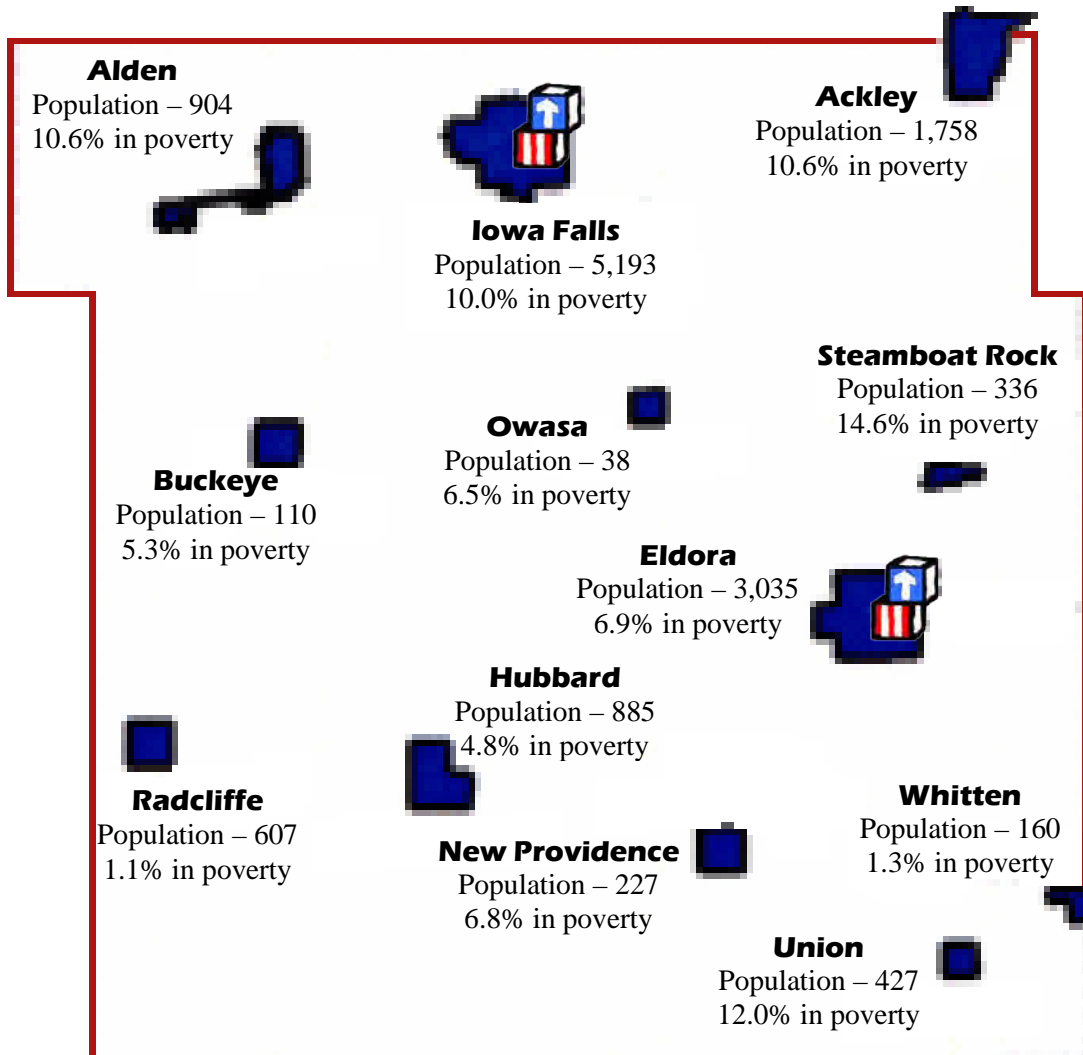 Alden
Population – 904
10.6% in poverty
Iowa Falls
Population – 5,193
10.0% in poverty
Ackley
Population – 1,758
10.6% in poverty
Steamboat Rock
Population – 336
14.6% in poverty
Owasa
Population – 38
6.5% in poverty
Buckeye
Population – 110
5.3% in poverty
Eldora
Population – 3,035
6.9% in poverty
Hubbard
Population – 885
4.8% in poverty
Radcliffe
Population – 607
1.1% in poverty
New Providence
Population – 227
6.8% in poverty
Whitten
Population – 160
1.3% in poverty
Union
Population – 427
12.0% in poverty